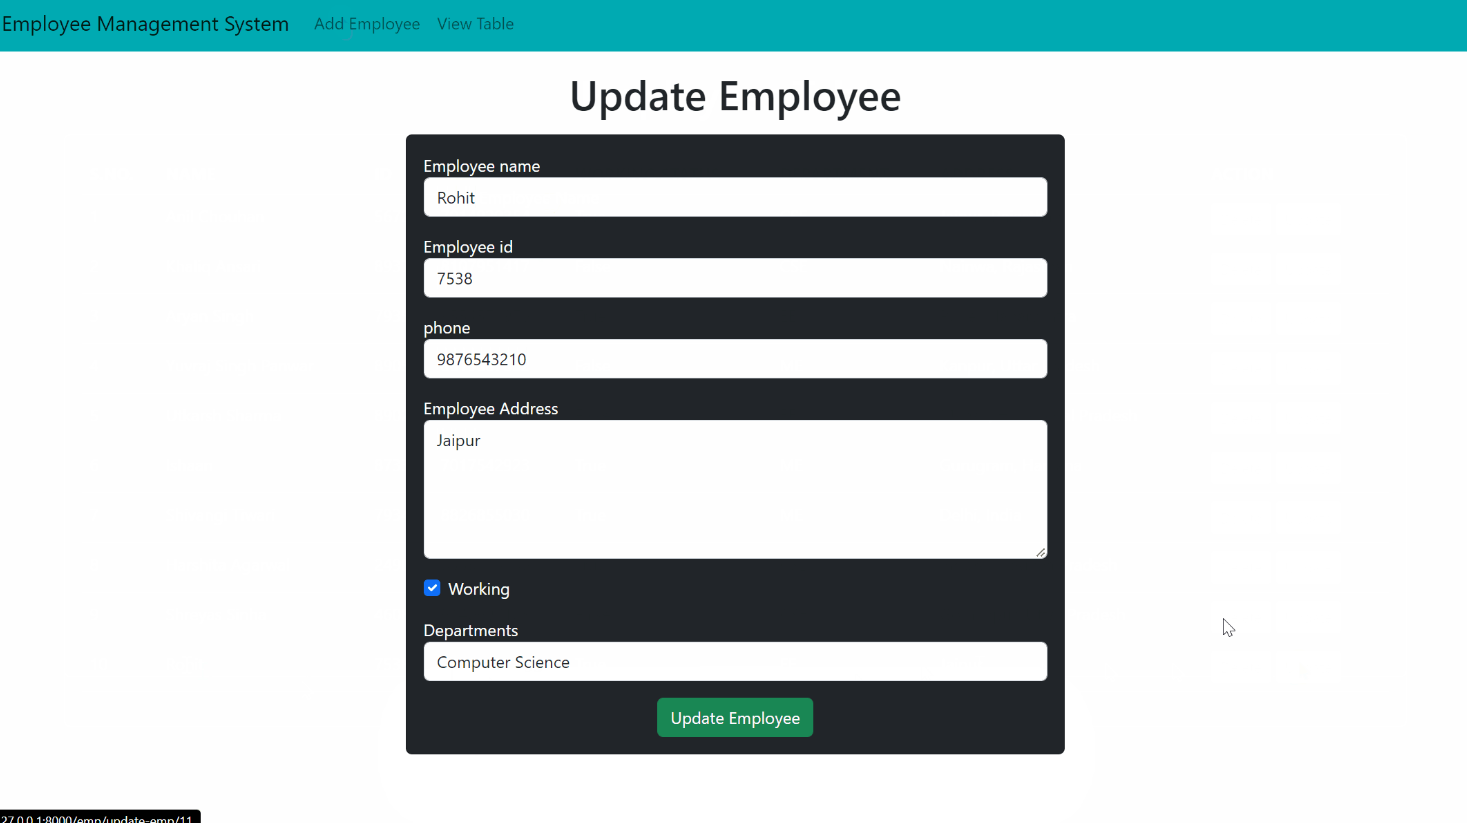 Employee Management System Add Employee View Table
Update Employee
Employee name
Rohit
Employee id
7538
phone
9876543210
Employee Address
Jaipur
Working
Departments
Computer Science
Update Employee
27.0.0.1:8000/emp/update-emp/11